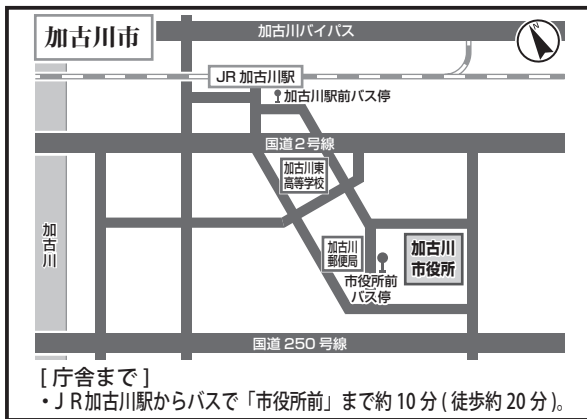 加古川市
加古川バイパス
N
JR 加古川駅
加古川駅前バス停
国道2号線
加古川東
高等学校
加古川
加古川
郵便局
加古川
市役所
市役所前
バス停
国道 250 号線
[ 庁舎まで ]
・ＪＲ加古川駅からバスで「市役所前」まで約 10 分 ( 徒歩約 20 分 )。